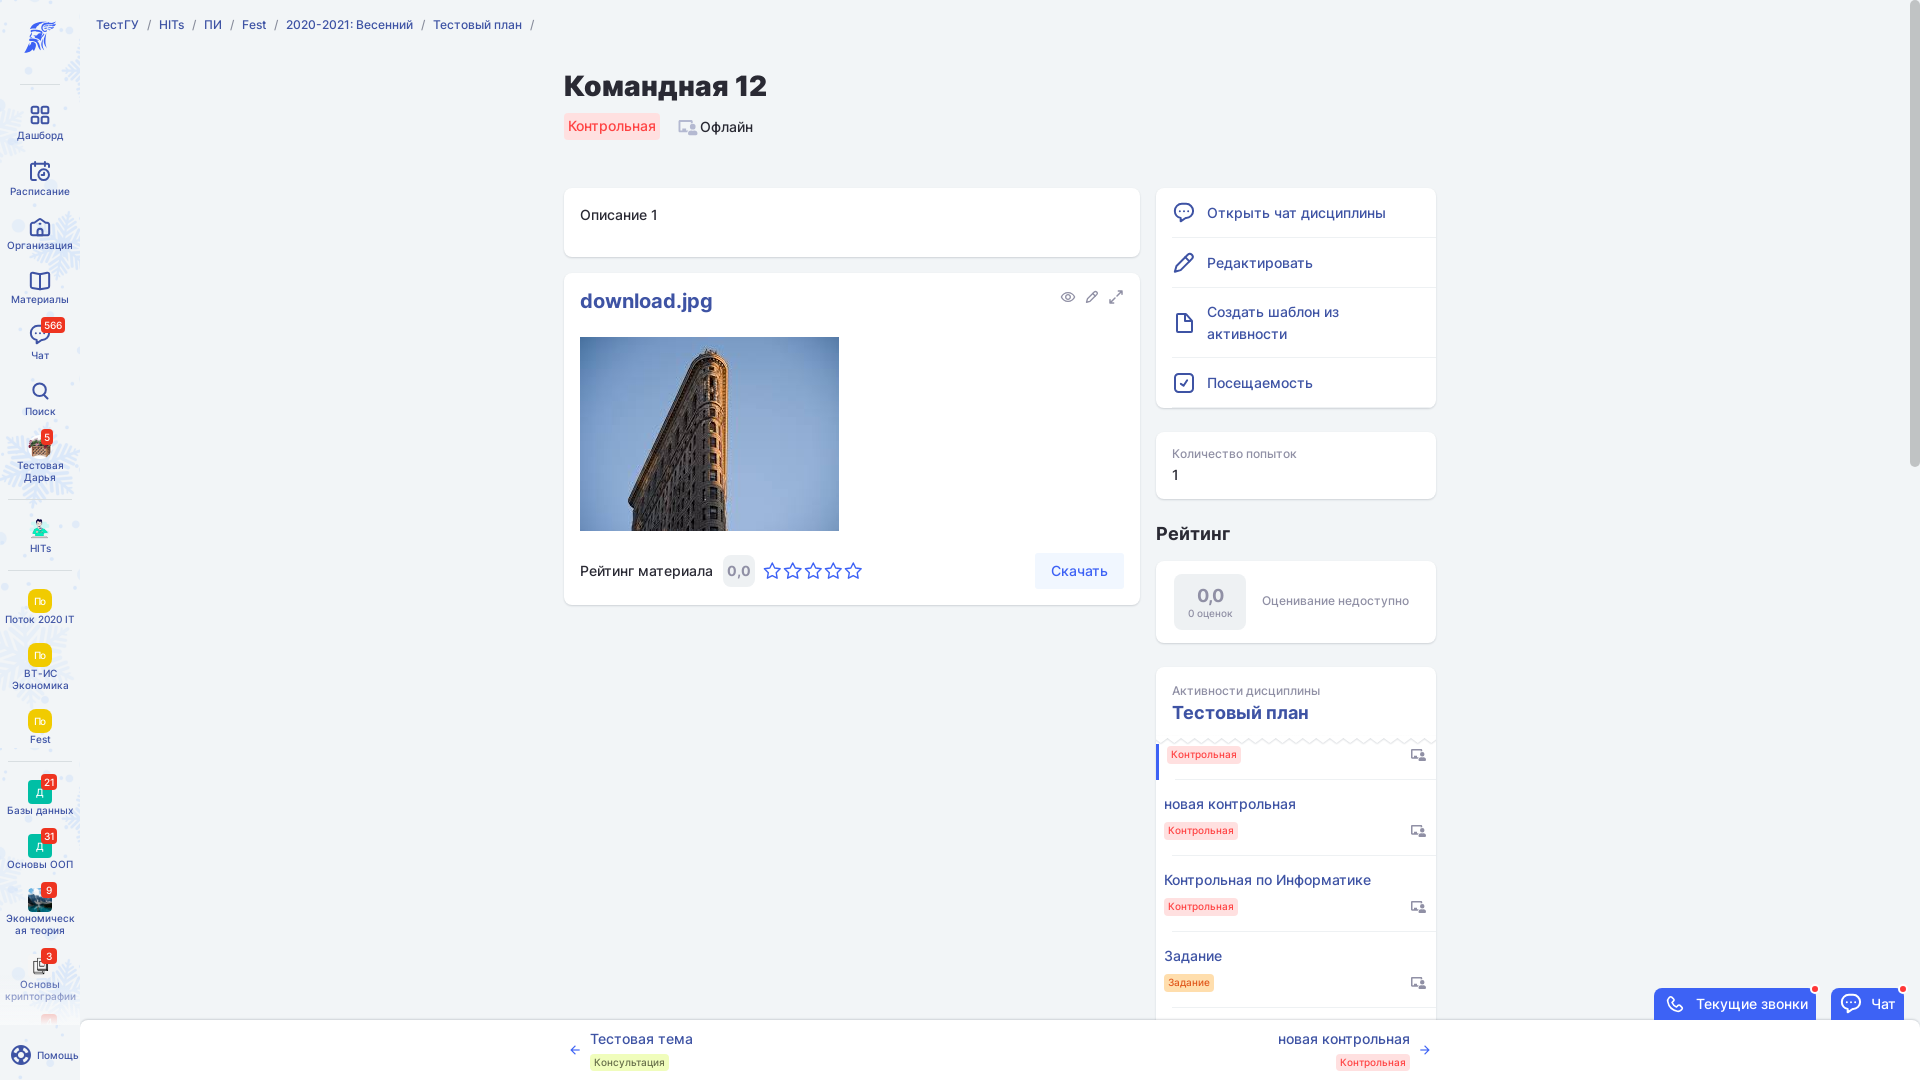 ТестГУ / HITs / ПИ / Fest / 2020-2021: Весенний / Тестовый план /
Дашборд
Расписание
Организация
Материалы
566
Чат
Поиск
5
Тестовая
Дарья
HITs
По
Поток 2020 IT
По
ВТ-ИС
Экономика
По
Fest
21
Д
Базы данных
31
Д
Основы ООП
9
Экономическ
ая теория
3
Основы
криптографии
Помощь
Командная 12
Контрольная
Офлайн
Описание 1
download.jpg
Рейтинг материала 0,0
Скачать
Открыть чат дисциплины
Редактировать
Создать шаблон из
активности
Посещаемость
Количество попыток
1
Рейтинг
0,0
0 оценок
Оценивание недоступно
Активности дисциплины
Тестовый план
Контрольная
новая контрольная
Контрольная
Контрольная по Информатике
Контрольная
Задание
Задание
Текущие звонки
Чат
Тестовая тема
Консультация
новая контрольная
Контрольная